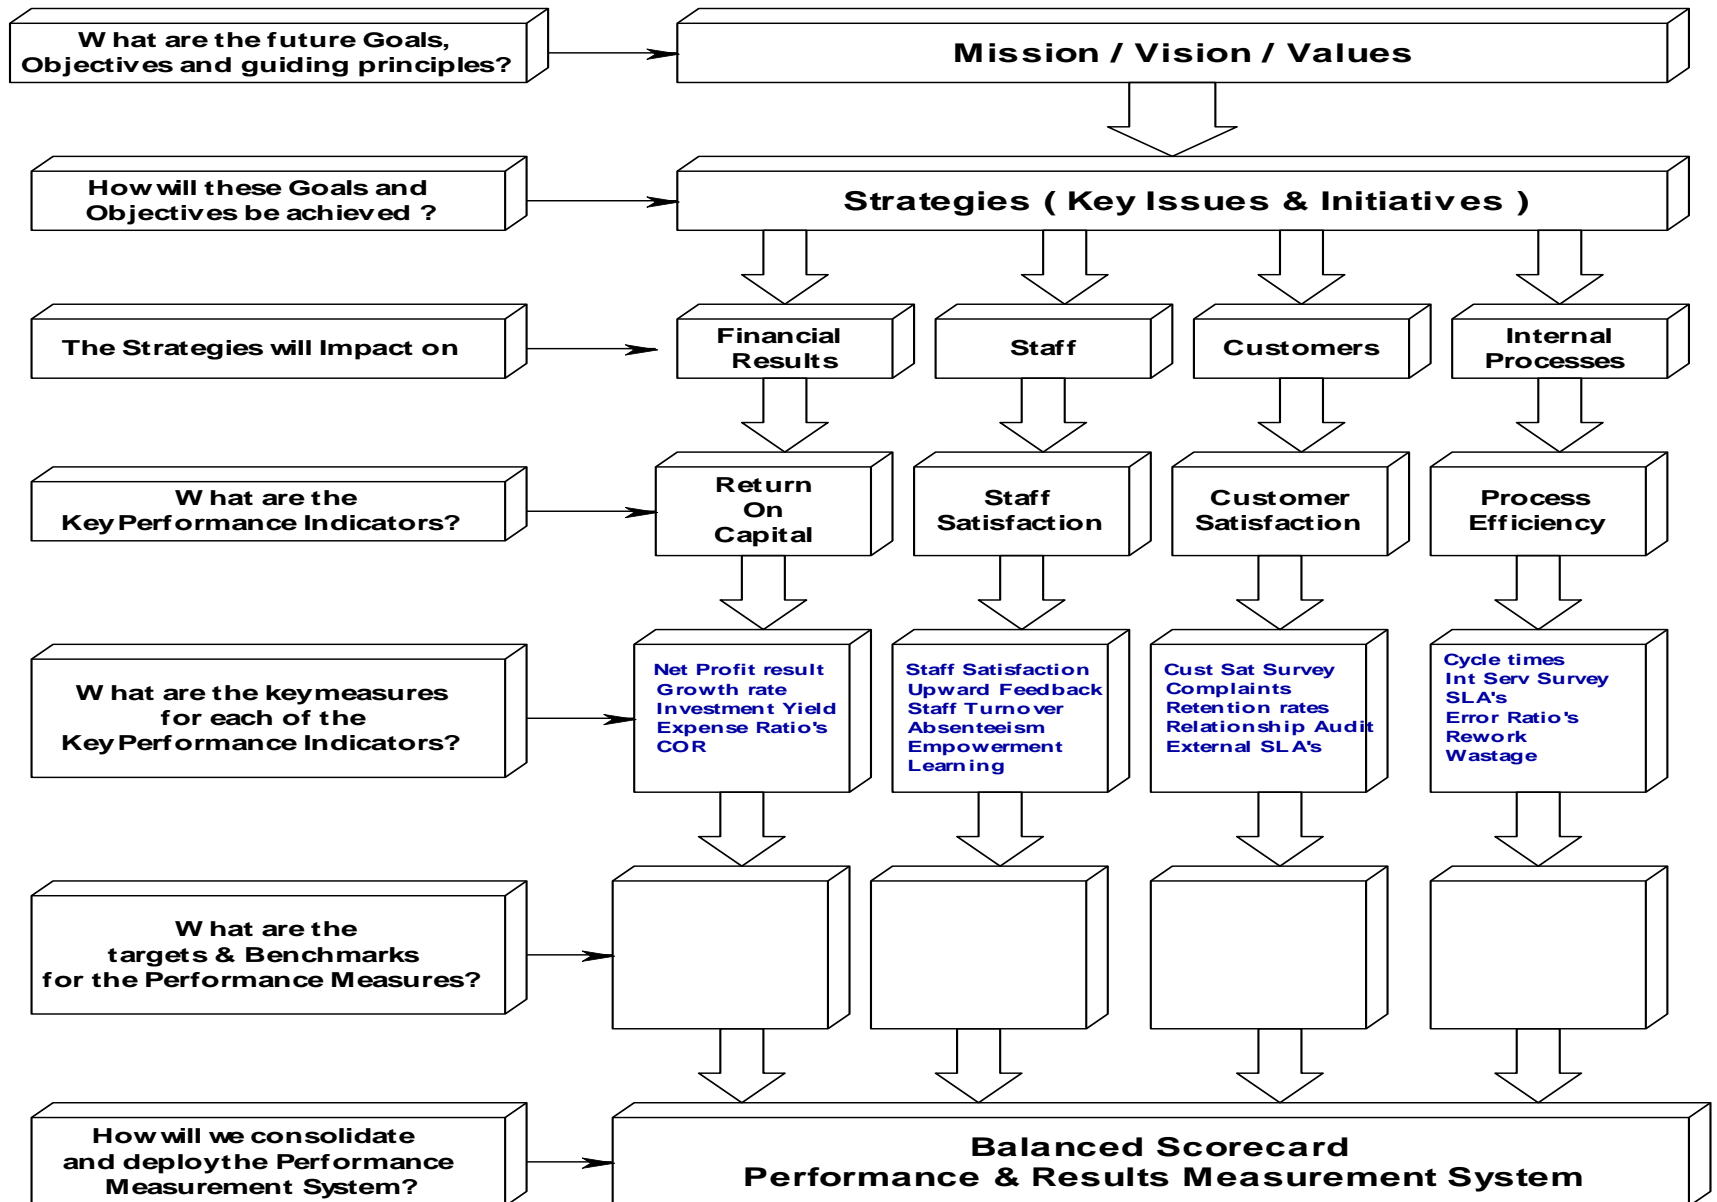 What are the future Goals,
Objectives and guiding principles?
Mission / Vision / Values
How will these Goals and
Objectives be achieved ?
Strategies ( Key Issues & Initiatives )
The Strategies will Impact on
Financial
Results
Staff
Customers
Internal
Processes
What are the
Key Performance Indicators?
Return
On
Capital
Staff
Satisfaction
Customer
Satisfaction
Process
Efficiency
What are the key measures
for each of the
Key Performance Indicators?
Net Profit result
Growth rate
Investment Yield
Expense Ratio's
COR
Staff Satisfaction
Upward Feedback
Staff Turnover
Absenteeism
Empowerment
Learning
Cust Sat Survey
Complaints
Retention rates
Relationship Audit
External SLA's
Cycle times
Int Serv Survey
SLA's
Error Ratio's
Rework
Wastage
What are the
targets & Benchmarks
for the Performance Measures?
How will we consolidate
and deploy the Performance
Measurement System?
Balanced Scorecard
Performance & Results Measurement System